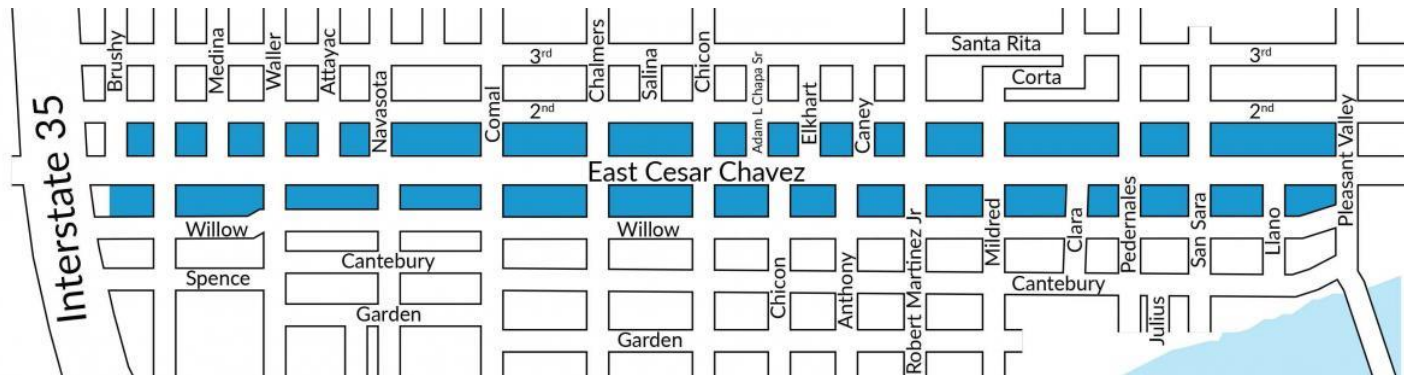 Interstate 35
Brushy
Medina
Waller
Attayac
Navasota
Comal
3rd
2nd
Chalmers
Salina
Chicon
Adam L Chapa Sr
Elkhart
Caney
Santa Rita
Corta
3rd
2nd
Pleasant Valley
East Cesar Chavez
Willow
Spence
Cantebury
Garden
Willow
Garden
Chicon
Anthony
Robert Martinez Jr
Mildred
Clara
Pedernales
San Sara
Llano
Cantebury
Julius